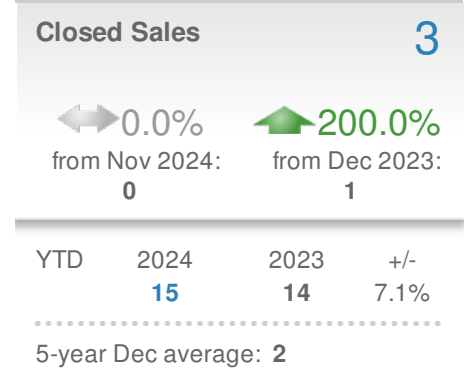 Closed Sales 3
0.0% 200.0%
from Nov 2024: from Dec 2023:
0 1
YTD 2024 2023 +/-
15 14 7.1%
5-year Dec average: 2